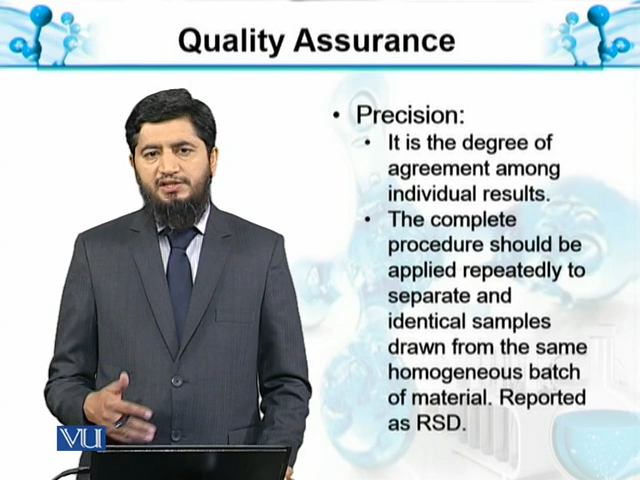 Quality Assurance
• Precision:
• It is the degree of
agreement among
individual results.
• The complete
procedure should be
applied repeatedly to
separate and
identical samples
drawn from the same
homogeneous batch
of material. Reported
as RSD.
VU